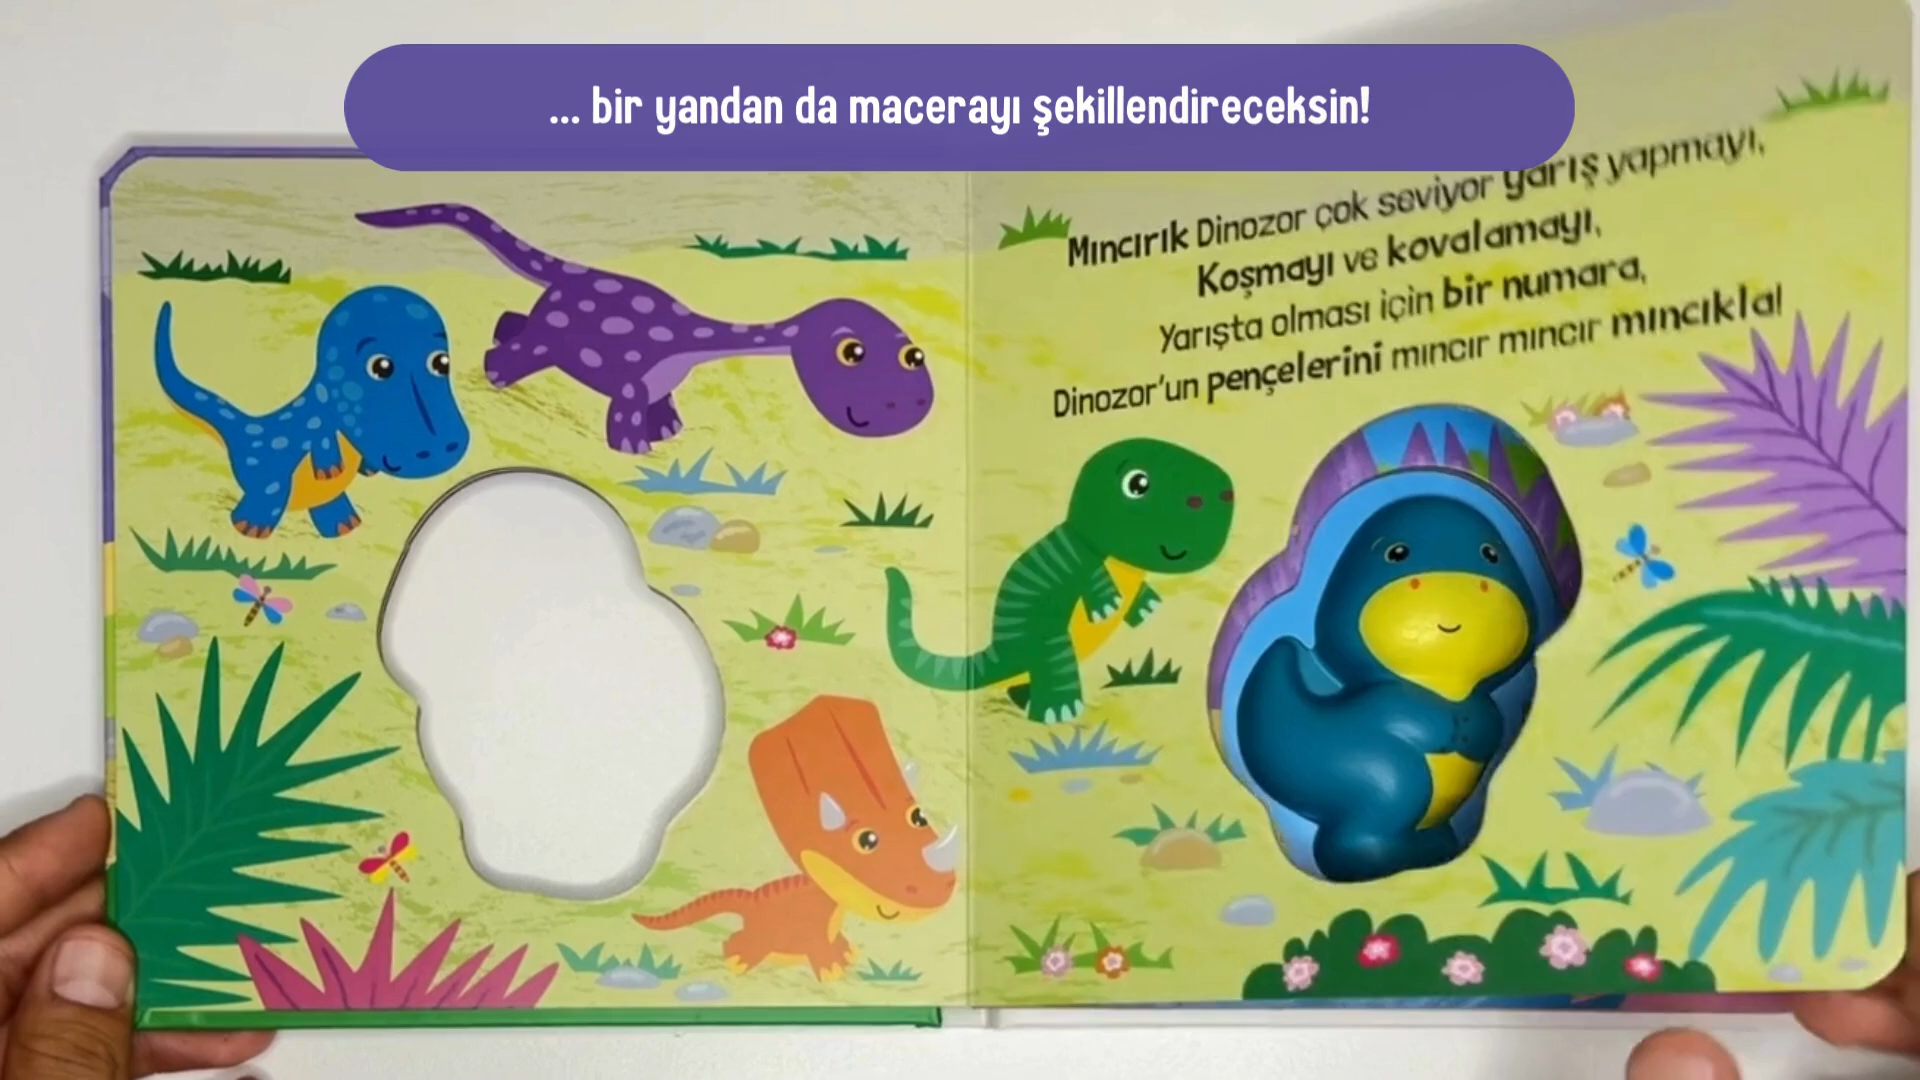 ... bir yandan da macerayı şekillendireceksin!
Mıncırık Dinozor çok seviyor yarış yapmayı,
Koşmayı ve kovalamayı,
Yarışta olması için bir numara,
Dinozor'un pençelerini mıncır mıncır mıncıkla!